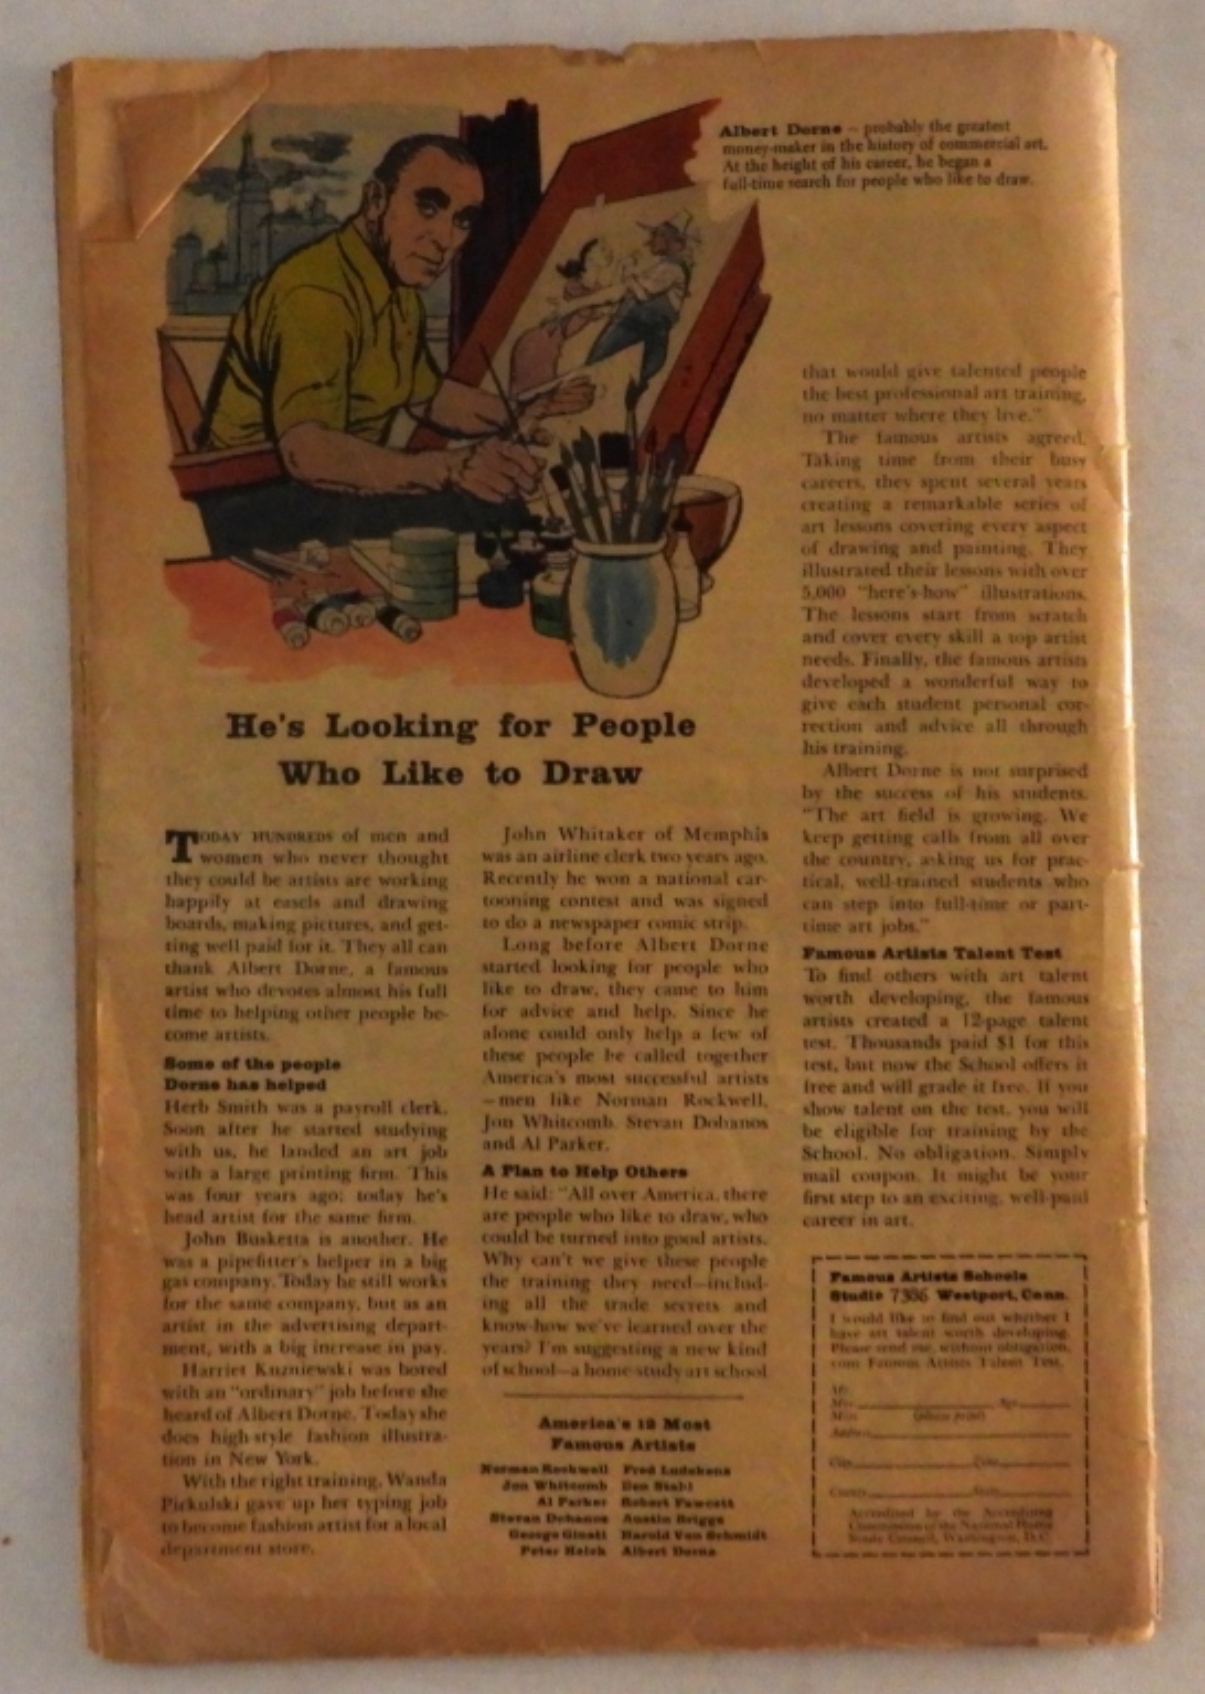 Albert Dorne – probably the greatest
money-maker in the history of commercial art.
At the height of his career, he began a
full-time search for people who like to draw.
He's Looking for People
Who Like to Draw
TODAY HUNDREDS of men and
women who never thought
they could be artists are working
happily at easels and drawing
boards, making pictures, and get-
ting well paid for it. They all can
thank Albert Dorne, a famous
artist who devotes almost his full
time to helping other people be-
come artists.
Some of the people
Dorne has helped
Herb Smith was a payroll clerk.
Soon after he started studying
with us, he landed an art job
with a large printing firm. This
was four years ago; today he's
head artist for the same firm.
John Busketta is another. He
was a pipefitter's helper in a big
gas company. Today he still works
for the same company, but as an
artist in the advertising depart-
ment, with a big increase in pay.
Harriet Kuzniewski was bored
with an "ordinary" job before she
heard of Albert Dorne. Today she
does high-style fashion illustra-
tion in New York.
With the right training, Wanda
Pickulski gave up her typing job
to become fashion artist for a local
department store.
John Whitaker of Memphis
was an airline clerk two years ago.
Recently he won a national car-
tooning contest and was signed
to do a newspaper comic strip.
Long before Albert Dorne
started looking for people who
like to draw, they came to him
for advice and help. Since he
alone could only help a few of
these people he called together
America's most successful artists
–men like Norman Rockwell,
Jon Whitcomb, Stevan Dohanos
and Al Parker.
A Plan to Help Others
He said: "All over America, there
are people who like to draw, who
could be turned into good artists.
Why can't we give these people
the training they need–includ-
ing all the trade secrets and
know-how we've learned over the
years? I'm suggesting a new kind
of school–a home-study art school
America's 12 Most
Famous Artists
Norman Rockwell Fred Ludekens
Jon Whitcomb Ben Stahl
Al Parker Robert Fawcett
Stevan Dohanos Austin Briggs
George Giusti Harold Von Schmidt
Peter Helck Albert Dorne
that would give talented people
the best professional art training,
no matter where they live."
The famous artists agreed.
Taking time from their busy
careers, they spent several years
creating a remarkable series of
art lessons covering every aspect
of drawing and painting. They
illustrated their lessons with over
5,000 "here's-how" illustrations.
The lessons start from scratch
and cover every skill a top artist
needs. Finally, the famous artists
developed a wonderful way to
give each student personal cor-
rection and advice all through
his training.
Albert Dorne is not surprised
by the success of his students.
"The art field is growing. We
keep getting calls from all over
the country, asking us for prac-
tical, well-trained students who
can step into full-time or part-
time art jobs."
Famous Artists Talent Test
To find others with art talent
worth developing, the famous
artists created a 12-page talent
test. Thousands paid $1 for this
test, but now the School offers it
free and will grade it free. If you
show talent on the test, you will
be eligible for training by the
School. No obligation. Simply
mail coupon. It might be your
first step to an exciting, well-paid
career in art.
Famous Artists Schools
Studio 7386 Westport, Conn.
I would like to find out whether I
have art talent worth developing.
Please send me, without obligation,
your Famous Artists Talent Test.
Mr.
Mrs. Age
Miss (please print)
Address
City Zone
County State
Accredited by the Accrediting
Commission of the National Home
Study Council, Washington, D.C.